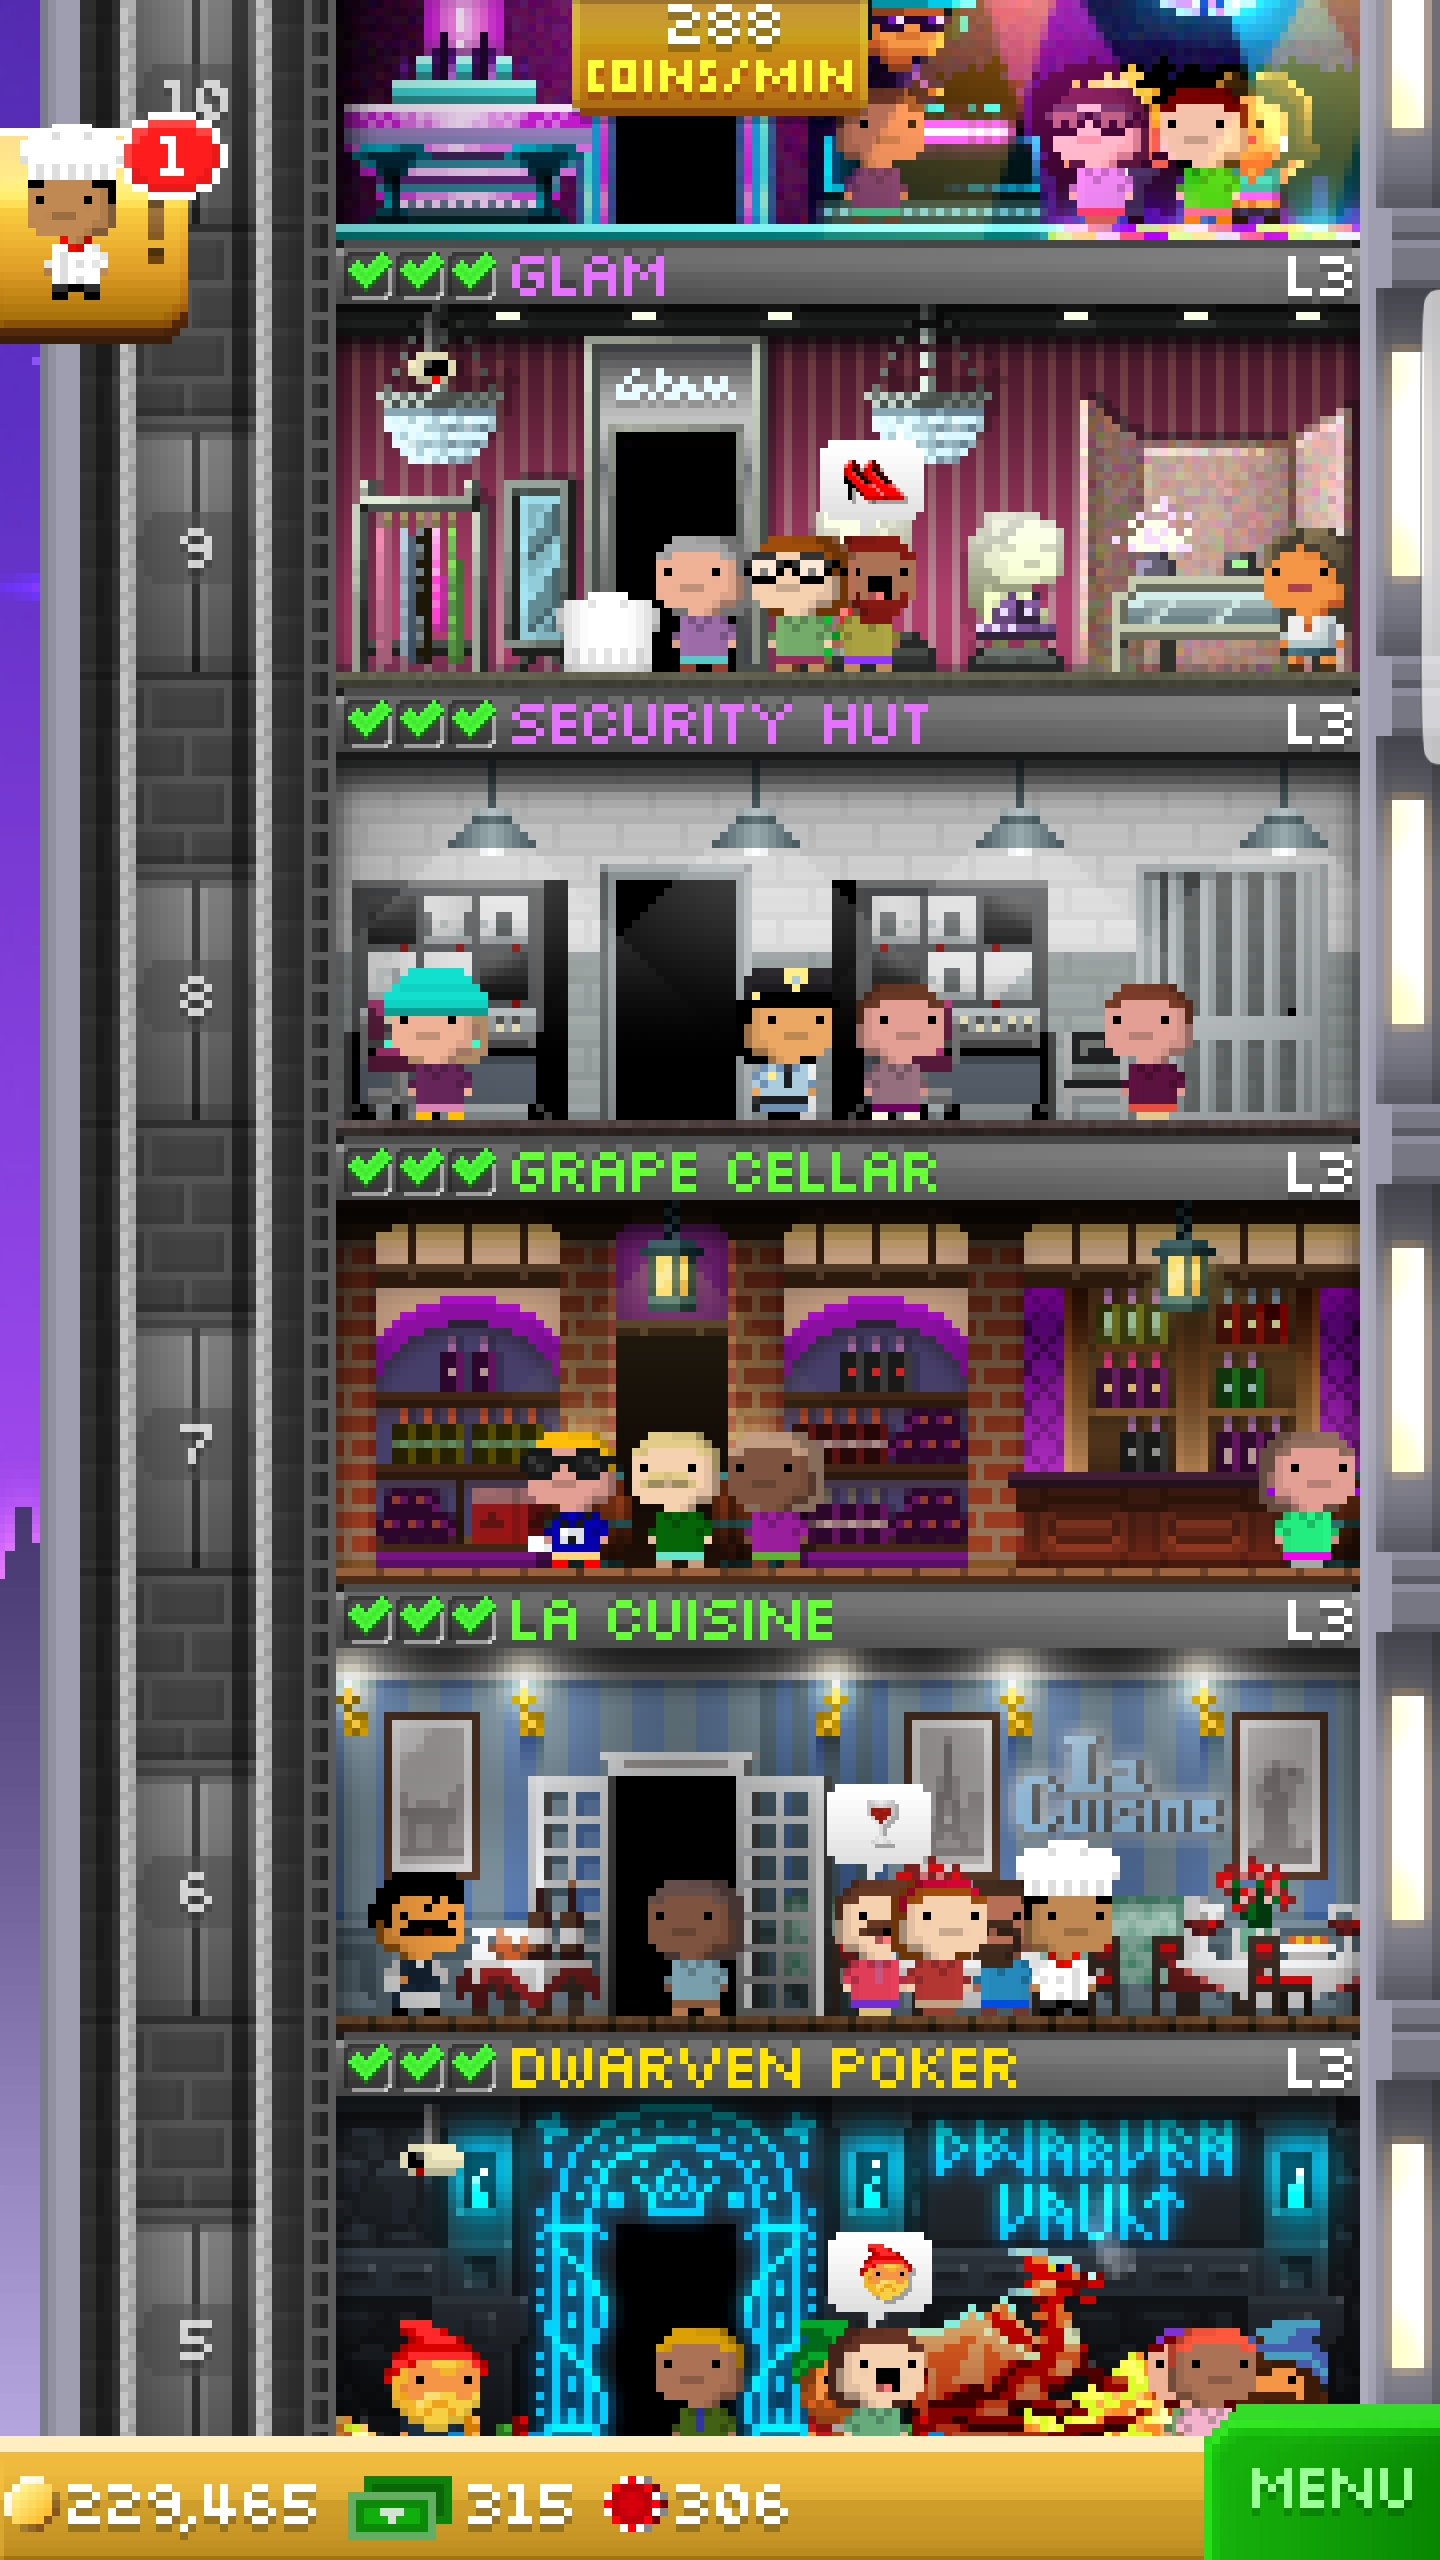 288
COINS/MIN
10
1
GLAM L3
Glam
9
SECURITY HUT L3
8
GRAPE CELLAR L3
7
LA CUISINE L3
La
Cuisine
6
DWARVEN POKER L3
DWARVEN
VAULT
5
229,465 315 306
MENU